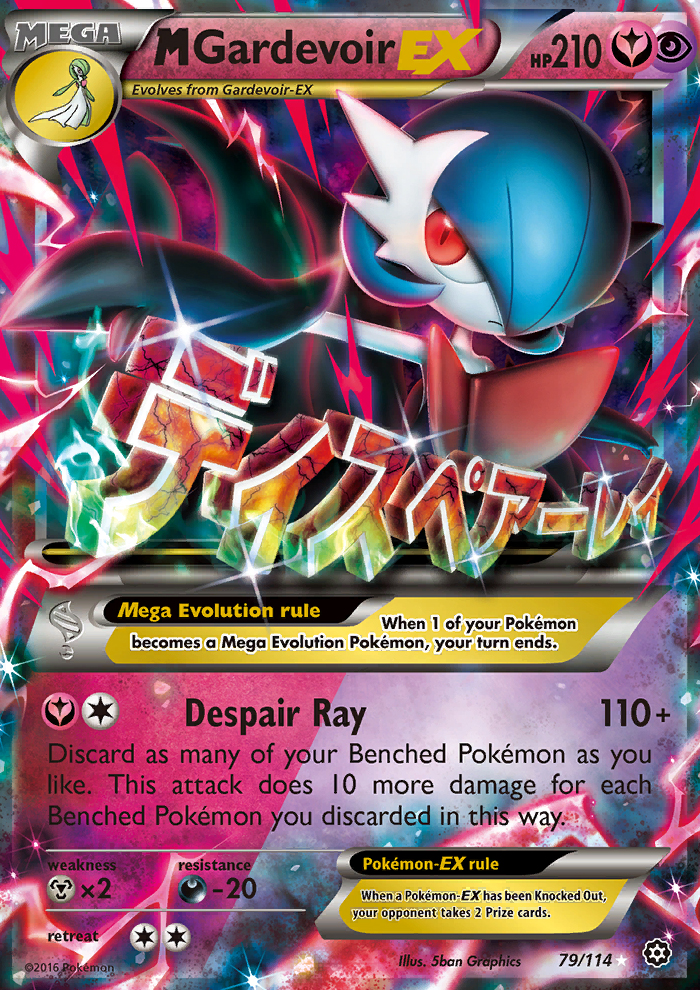 MEGA
MGardevoir EX
HP210
Evolves from Gardevoir-EX
ディスペアーレイ
Mega Evolution rule
When 1 of your Pokémon
becomes a Mega Evolution Pokémon, your turn ends.
Despair Ray 110+
Discard as many of your Benched Pokémon as you
like. This attack does 10 more damage for each
Benched Pokémon you discarded in this way.
weakness
×2
resistance
-20
retreat
Pokémon-EX rule
When a Pokémon-EX has been Knocked Out,
your opponent takes 2 Prize cards.
©2016 Pokémon
Illus. 5ban Graphics
79/114